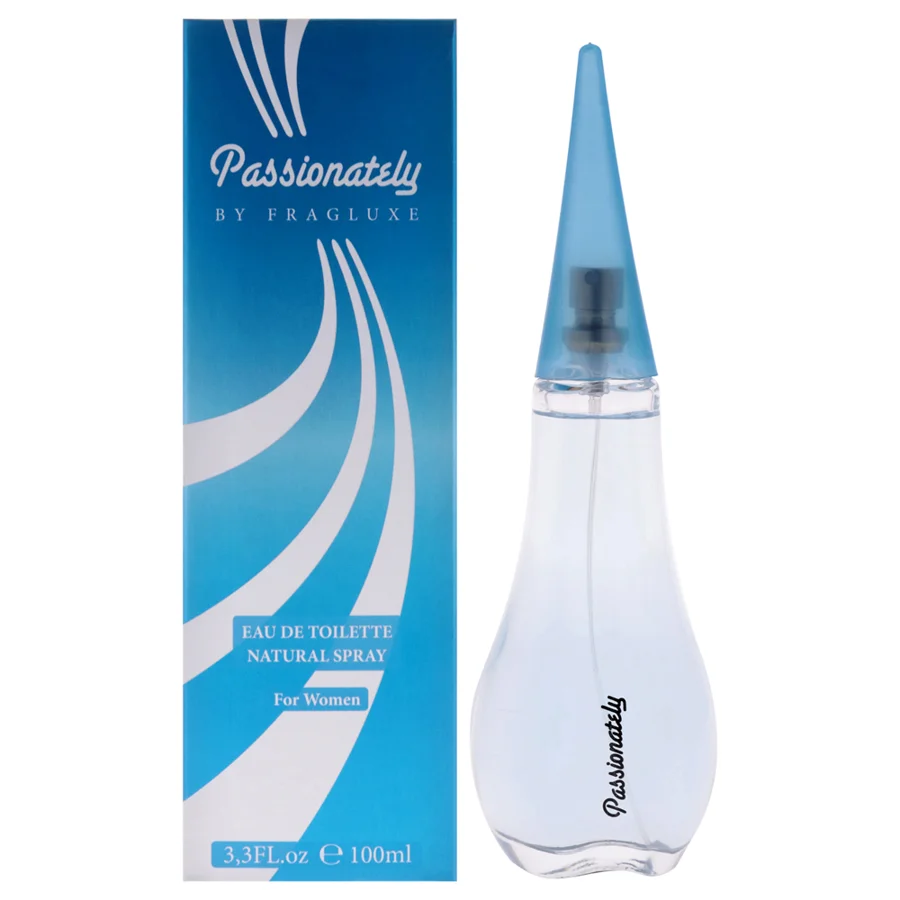 Passionately
BY FRAGLUXE
EAU DE TOILETTE
NATURAL SPRAY
For Women
3,3FL.oz ℮ 100ml
Passionately